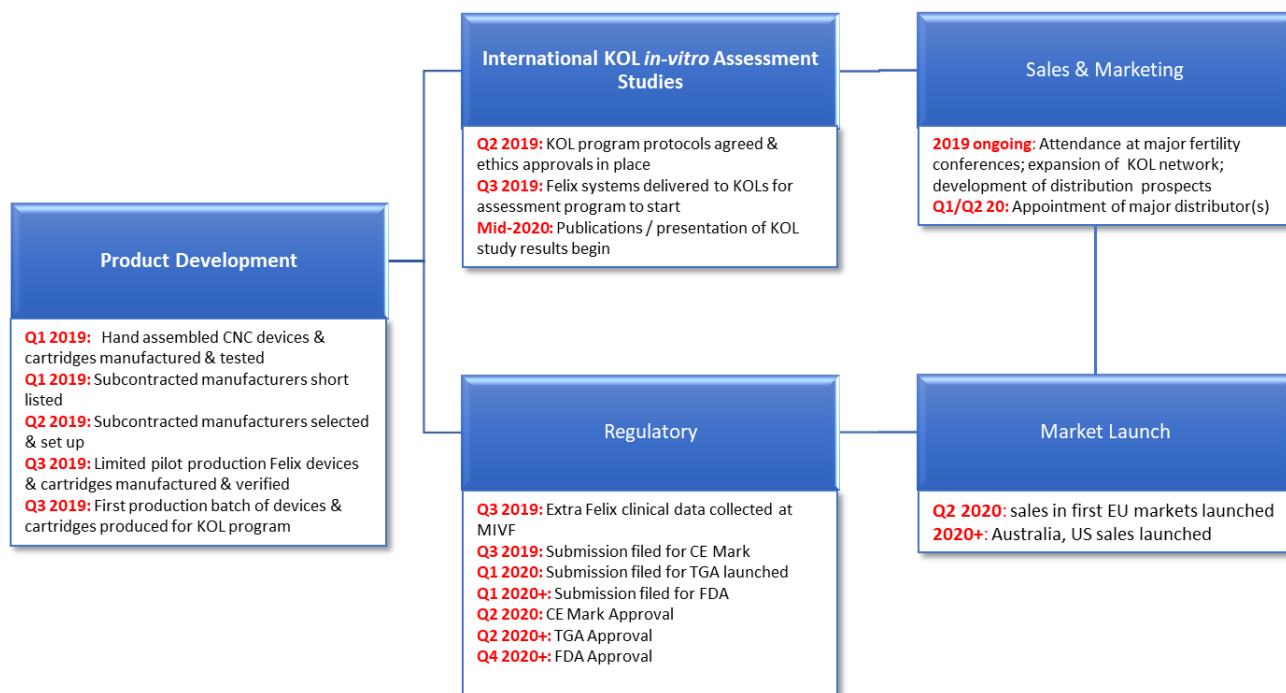 Product Development
Q1 2019: Hand assembled CNC devices &
cartridges manufactured & tested
Q1 2019: Subcontracted manufacturers short
listed
Q2 2019: Subcontracted manufacturers selected
& set up
Q3 2019: Limited pilot production Felix devices
& cartridges manufactured & verified
Q3 2019: First production batch of devices &
cartridges produced for KOL program
International KOL in-vitro Assessment
Studies
Q2 2019: KOL program protocols agreed &
ethics approvals in place
Q3 2019: Felix systems delivered to KOLs for
assessment program to start
Mid-2020: Publications / presentation of KOL
study results begin
Sales & Marketing
2019 ongoing: Attendance at major fertility
conferences; expansion of KOL network;
development of distribution prospects
Q1/Q2 20: Appointment of major distributor(s)
Regulatory
Q3 2019: Extra Felix clinical data collected at
MIVF
Q3 2019: Submission filed for CE Mark
Q1 2020: Submission filed for TGA launched
Q1 2020+: Submission filed for FDA
Q2 2020: CE Mark Approval
Q2 2020+: TGA Approval
Q4 2020+: FDA Approval
Market Launch
Q2 2020: sales in first EU markets launched
2020+: Australia, US sales launched